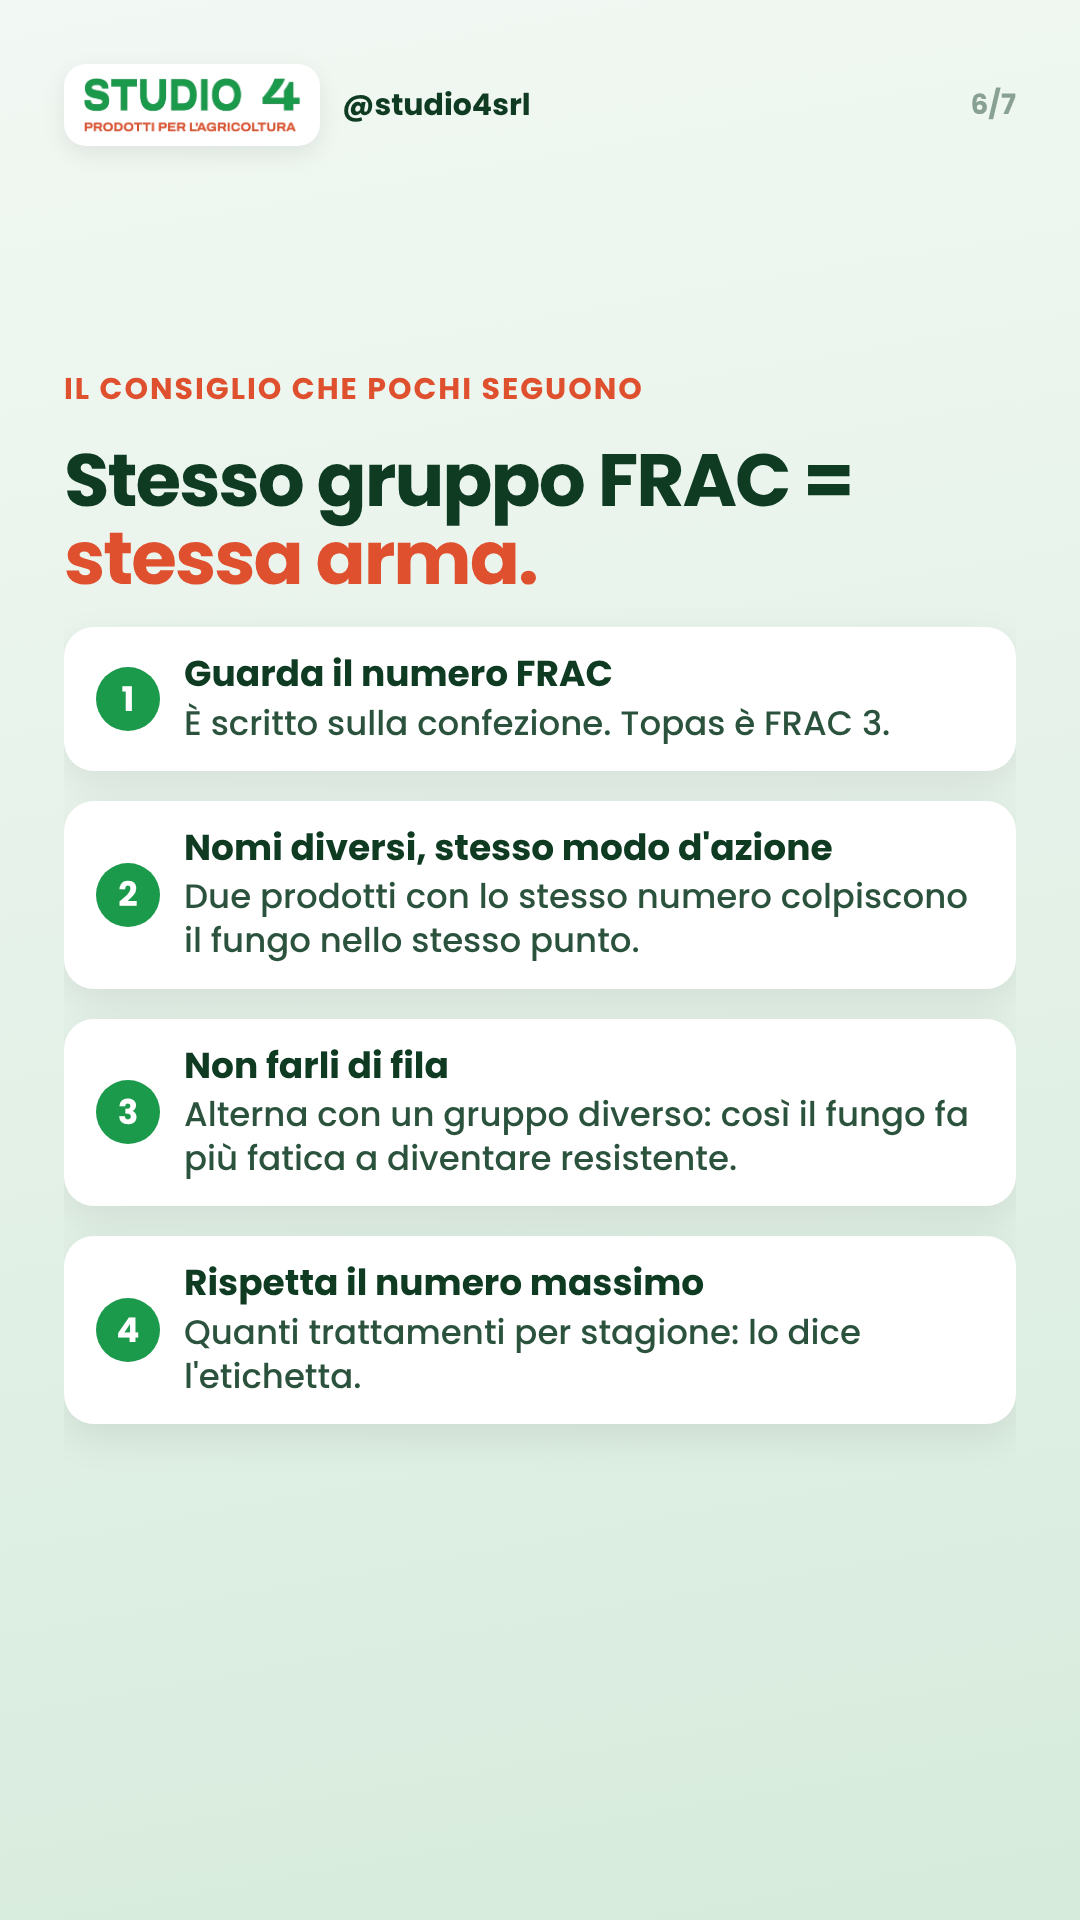 STUDIO 4
PRODOTTI PER L'AGRICOLTURA
@studio4srl
6/7
IL CONSIGLIO CHE POCHI SEGUONO
Stesso gruppo FRAC =
stessa arma.
1
Guarda il numero FRAC
È scritto sulla confezione. Topas è FRAC 3.
2
Nomi diversi, stesso modo d'azione
Due prodotti con lo stesso numero colpiscono
il fungo nello stesso punto.
3
Non farli di fila
Alterna con un gruppo diverso: così il fungo fa
più fatica a diventare resistente.
4
Rispetta il numero massimo
Quanti trattamenti per stagione: lo dice
l'etichetta.